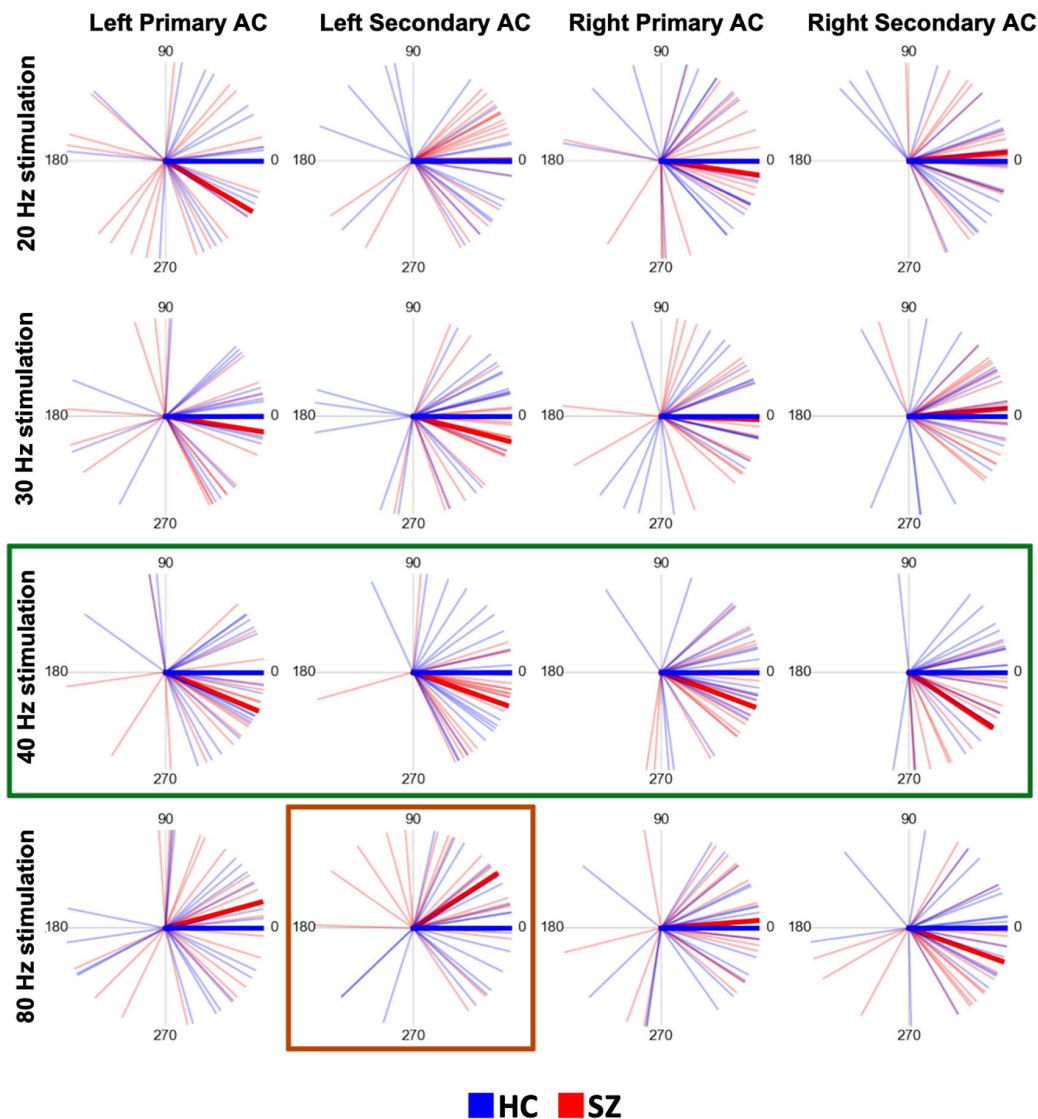 Left Primary AC Left Secondary AC Right Primary AC Right Secondary AC
20 Hz stimulation
90 90 90 90
180 0 180 0 180 0 180 0
270 270 270 270
30 Hz stimulation
90 90 90 90
180 0 180 0 180 0 180 0
270 270 270 270
40 Hz stimulation
90 90 90 90
180 0 180 0 180 0 180 0
270 270 270 270
80 Hz stimulation
90 90 90 90
180 0 180 0 180 0 180 0
270 270 270 270
HC SZ